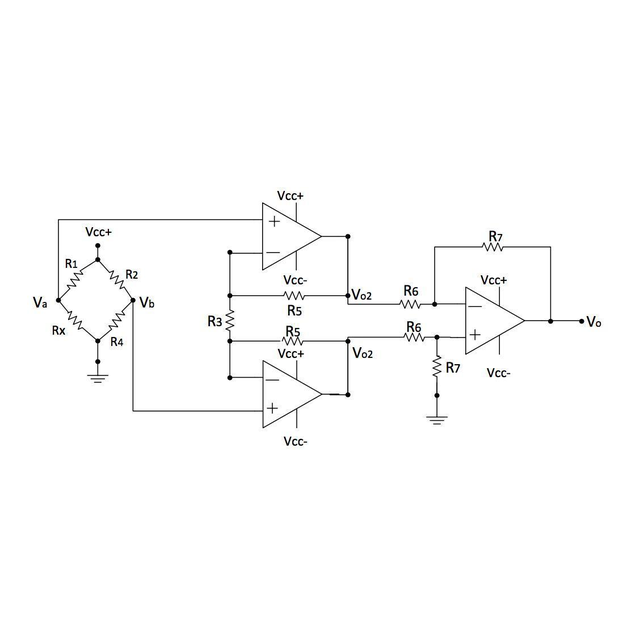 Vcc+
Vcc+
R1
R2
Va
Vb
Rx
R4
+
−
Vcc-
Vo2
R5
R3
R5
Vo2
Vcc+
−
+
Vcc-
R7
R6
Vcc+
−
R6
+
Vo
R7
Vcc-